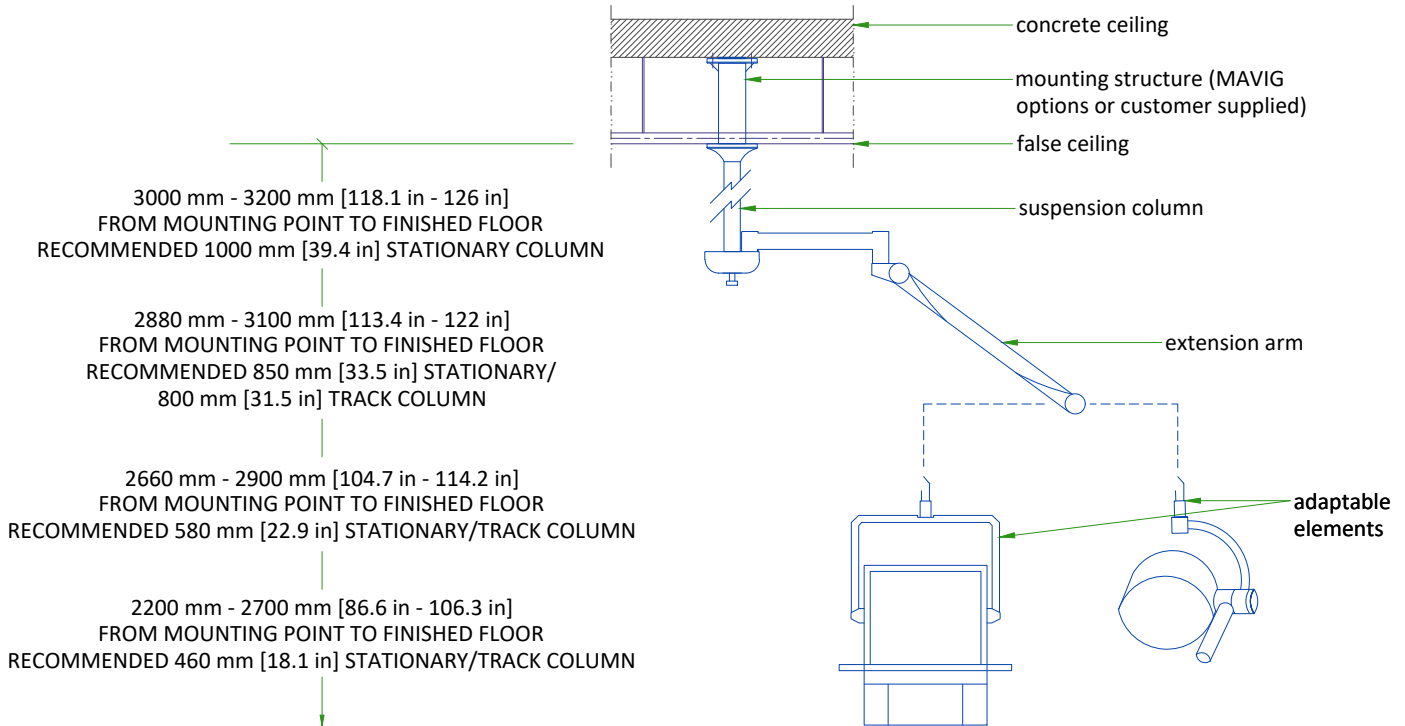 concrete ceiling
mounting structure (MAVIG
options or customer supplied)
false ceiling
suspension column
extension arm
adaptable
elements
3000 mm - 3200 mm [118.1 in - 126 in]
FROM MOUNTING POINT TO FINISHED FLOOR
RECOMMENDED 1000 mm [39.4 in] STATIONARY COLUMN
2880 mm - 3100 mm [113.4 in - 122 in]
FROM MOUNTING POINT TO FINISHED FLOOR
RECOMMENDED 850 mm [33.5 in] STATIONARY/
800 mm [31.5 in] TRACK COLUMN
2660 mm - 2900 mm [104.7 in - 114.2 in]
FROM MOUNTING POINT TO FINISHED FLOOR
RECOMMENDED 580 mm [22.9 in] STATIONARY/TRACK COLUMN
2200 mm - 2700 mm [86.6 in - 106.3 in]
FROM MOUNTING POINT TO FINISHED FLOOR
RECOMMENDED 460 mm [18.1 in] STATIONARY/TRACK COLUMN